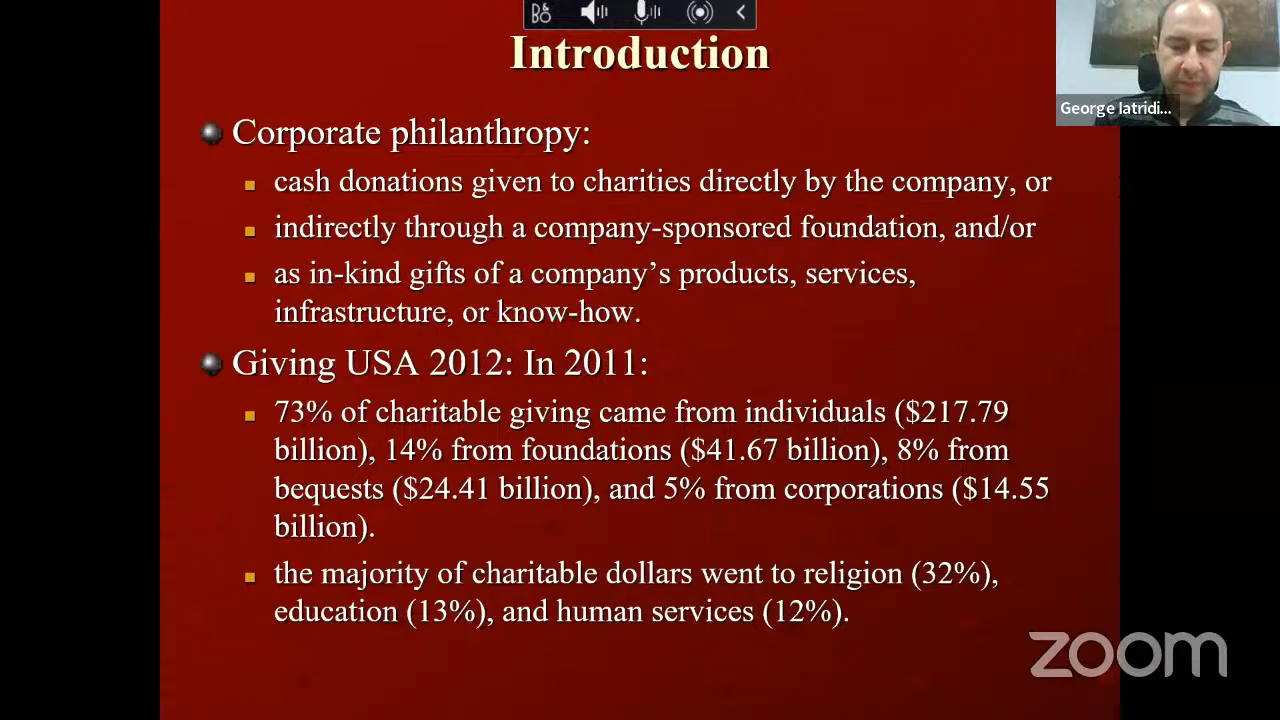 B&O
Introduction
George Iatridi...
Corporate philanthropy:
cash donations given to charities directly by the company, or
indirectly through a company-sponsored foundation, and/or
as in-kind gifts of a company’s products, services,
infrastructure, or know-how.
Giving USA 2012: In 2011:
73% of charitable giving came from individuals ($217.79
billion), 14% from foundations ($41.67 billion), 8% from
bequests ($24.41 billion), and 5% from corporations ($14.55
billion).
the majority of charitable dollars went to religion (32%),
education (13%), and human services (12%).
zoom